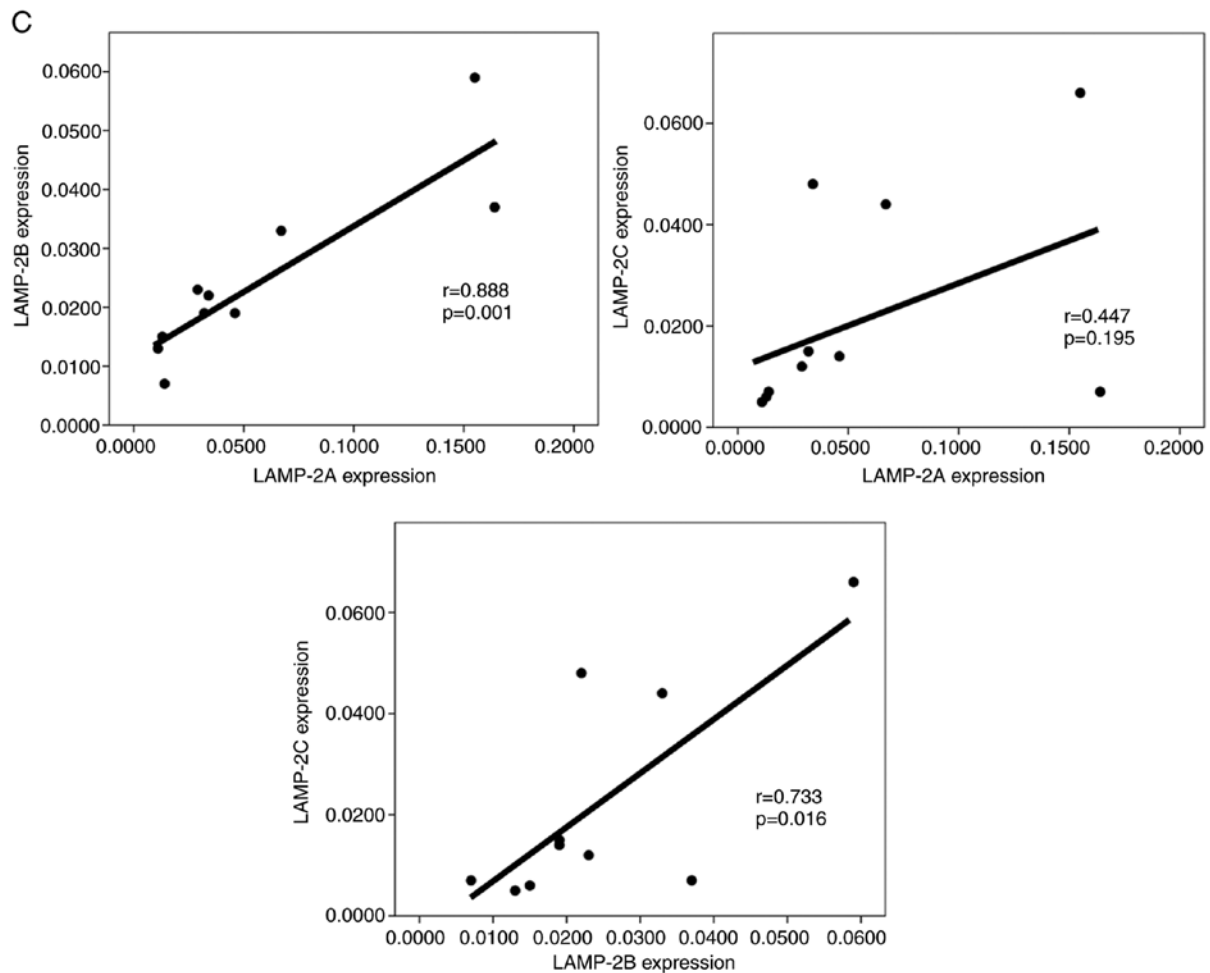 C
LAMP-2B expression
0.0600
0.0500
0.0400
0.0300
0.0200
0.0100
0.0000
r=0.888
p=0.001
0.0000 0.0500 0.1000 0.1500 0.2000
LAMP-2A expression
LAMP-2C expression
0.0600
0.0400
0.0200
0.0000
r=0.447
p=0.195
0.0000 0.0500 0.1000 0.1500 0.2000
LAMP-2A expression
LAMP-2C expression
0.0600
0.0400
0.0200
0.0000
r=0.733
p=0.016
0.0000 0.0100 0.0200 0.0300 0.0400 0.0500 0.0600
LAMP-2B expression